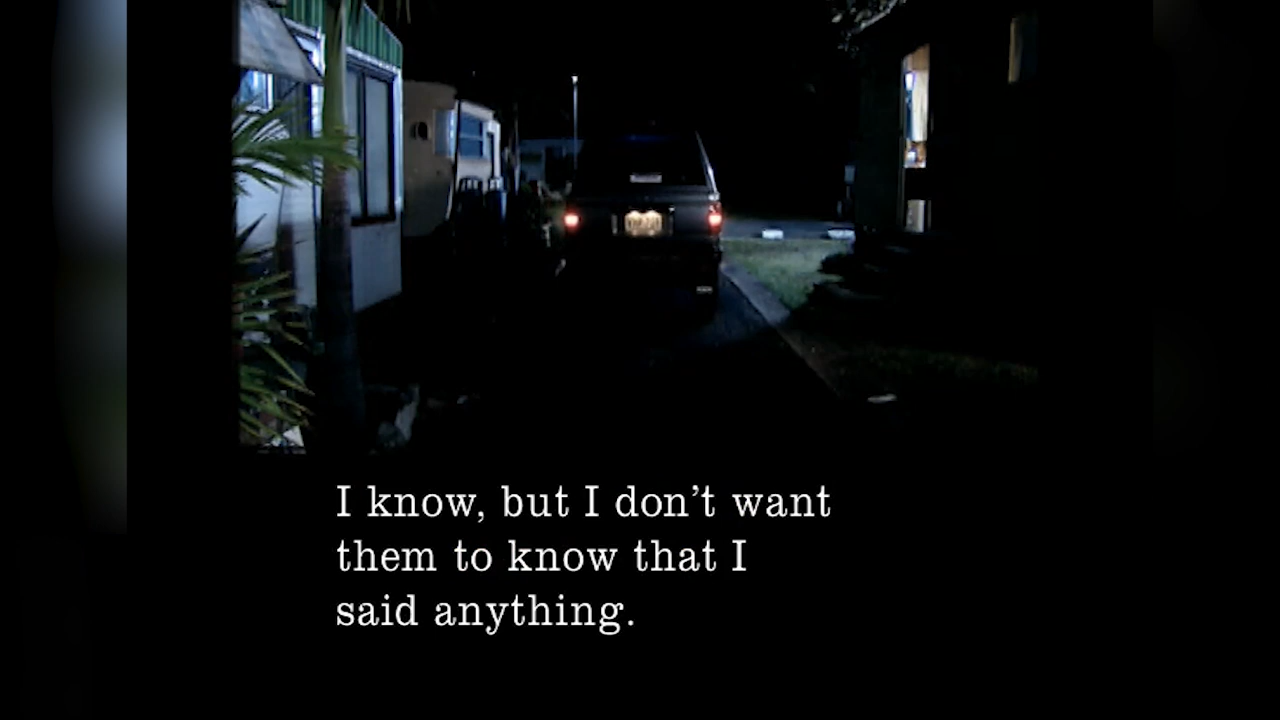 I know, but I don’t want
them to know that I
said anything.